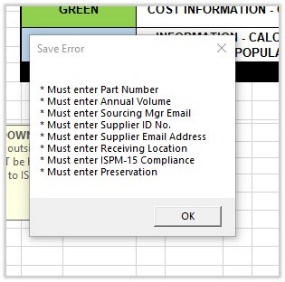 GREEN
COST INFORMATION - 
INFORMATION - CALC
POPULA
Save Error
* Must enter Part Number
* Must enter Annual Volume
* Must enter Sourcing Mgr Email
* Must enter Supplier ID No.
* Must enter Supplier Email Address
* Must enter Receiving Location
* Must enter ISPM-15 Compliance
* Must enter Preservation
OK
OWN
outsi
T be
to IS